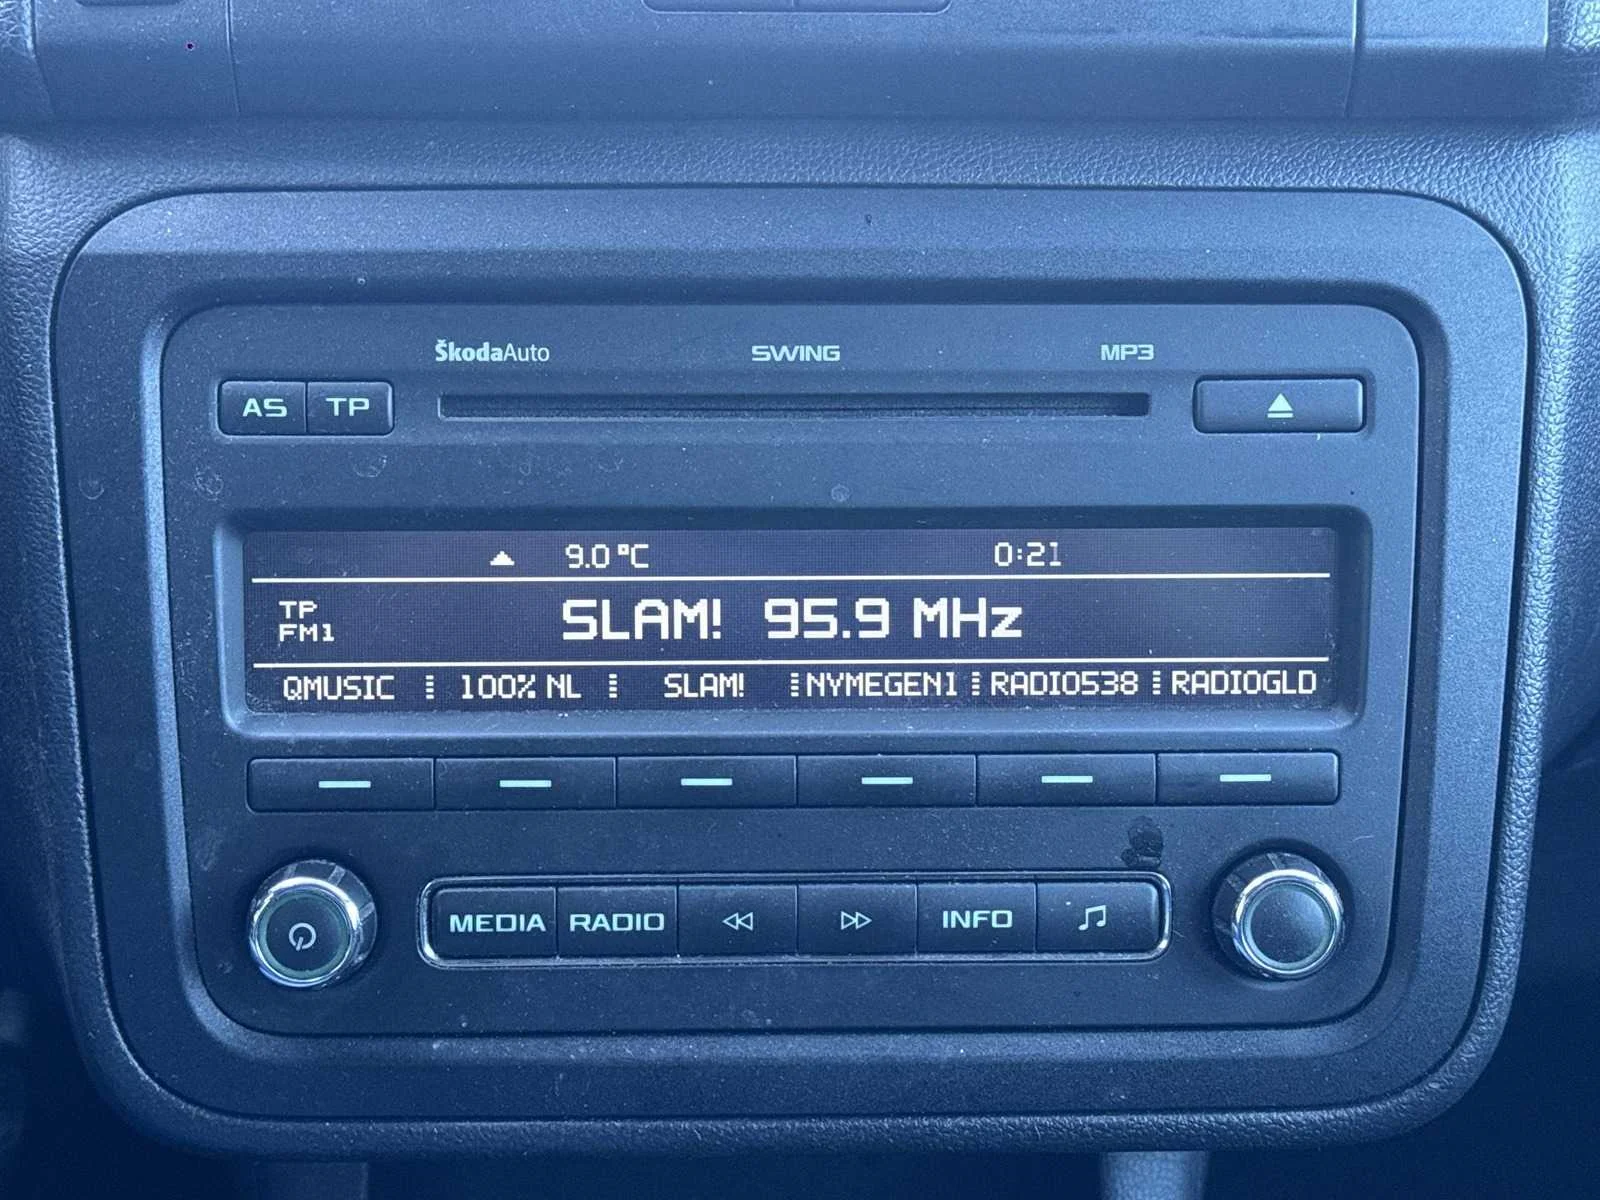 ŠkodaAuto SWING MP3
AS TP
9.0 °C 0:21
TP
FM1
SLAM! 95.9 MHz
QMUSIC 100% NL SLAM! NYMEGEN1 RADIO538 RADIOGLD
MEDIA RADIO INFO